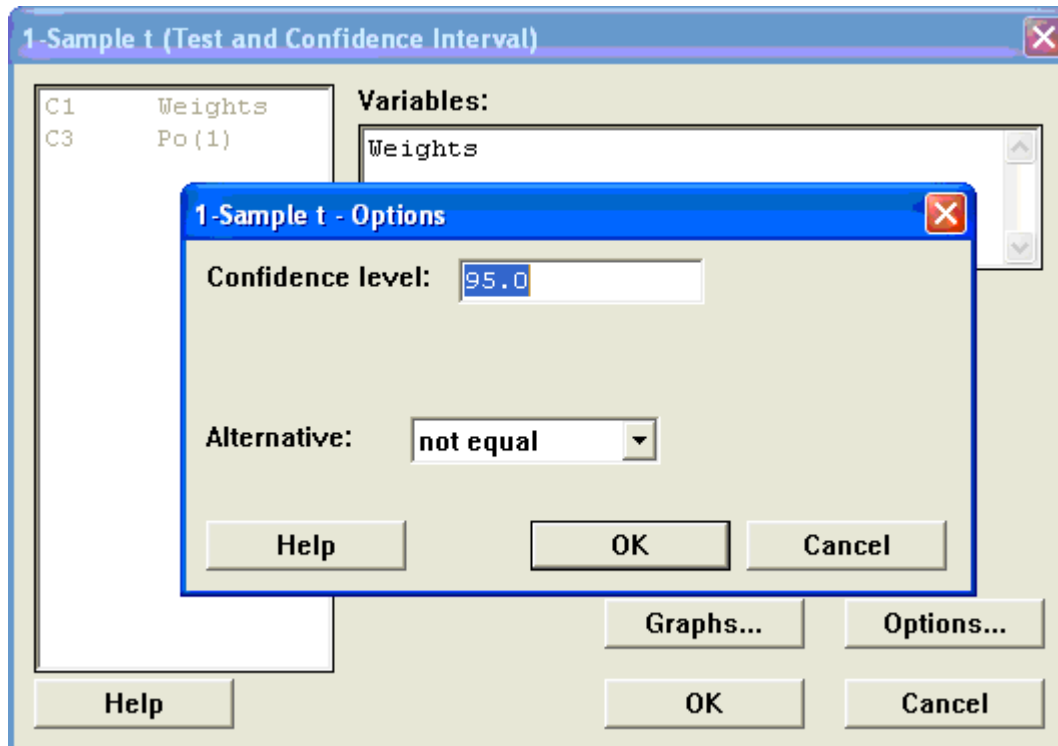 1-Sample t (Test and Confidence Interval)
C1 Weights
C3 Po(1)
Variables:
Weights
1-Sample t - Options
Confidence level: 95.0
Alternative: not equal
Help OK Cancel
Graphs... Options...
Help OK Cancel